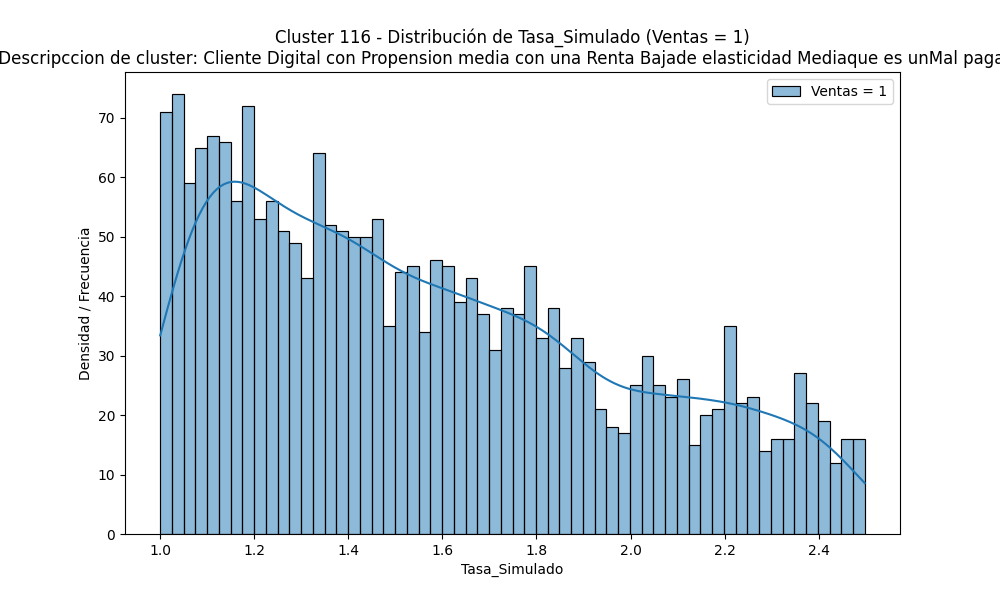 Cluster 116 - Distribución de Tasa_Simulado (Ventas = 1)
Descripccion de cluster: Cliente Digital con Propension media con una Renta Bajade elasticidad Mediaque es unMal paga
Ventas = 1
Densidad / Frecuencia
70
60
50
40
30
20
10
0
1.0 1.2 1.4 1.6 1.8 2.0 2.2 2.4
Tasa_Simulado